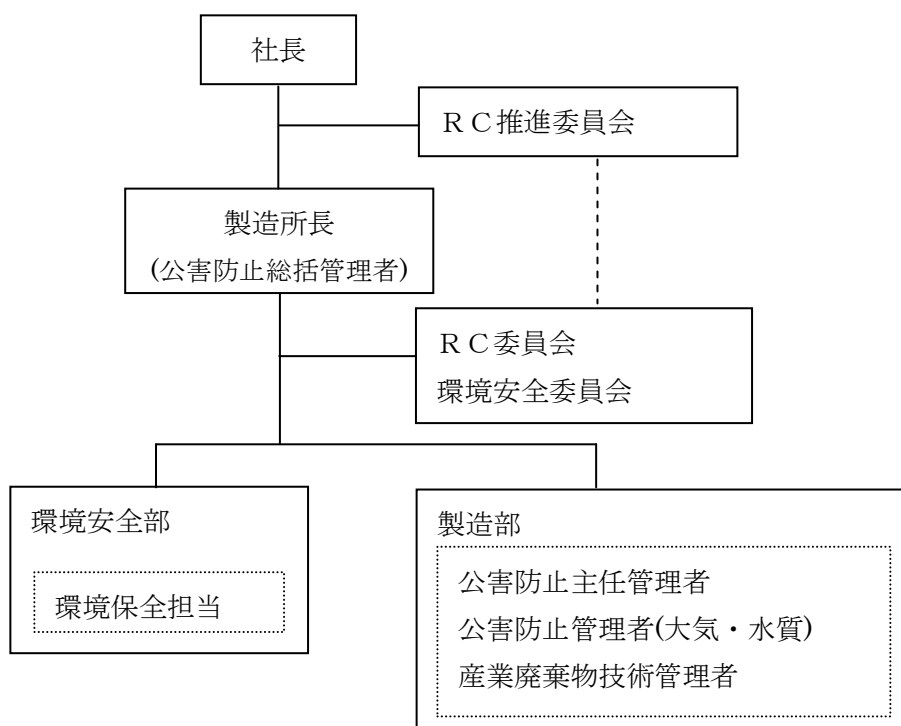 社長
ＲＣ推進委員会
製造所長
(公害防止総括管理者)
ＲＣ委員会
環境安全委員会
環境安全部
環境保全担当
製造部
公害防止主任管理者
公害防止管理者(大気・水質)
産業廃棄物技術管理者